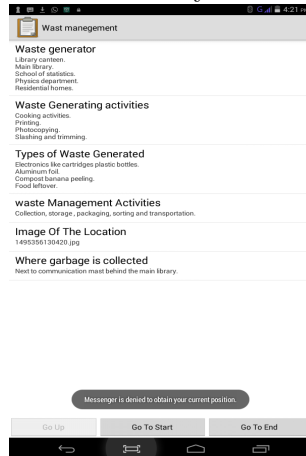 G 4:21 PM
Wast manegement
Waste generator
Library canteen.
Main library.
School of statistics.
Physics department.
Residential homes.
Waste Generating activities
Cooking activities.
Printing.
Photocopying.
Slashing and trimming.
Types of Waste Generated
Electronics like cartridges plastic bottles.
Aluminum foil.
Compost banana peeling.
Food leftover.
waste Management Activities
Collection, storage , packaging, sorting and transportation.
Image Of The Location
1495356130420.jpg
Where garbage is collected
Next to communication mast behind the main library.
Messenger is denied to obtain your current position.
Go Up
Go To Start
Go To End